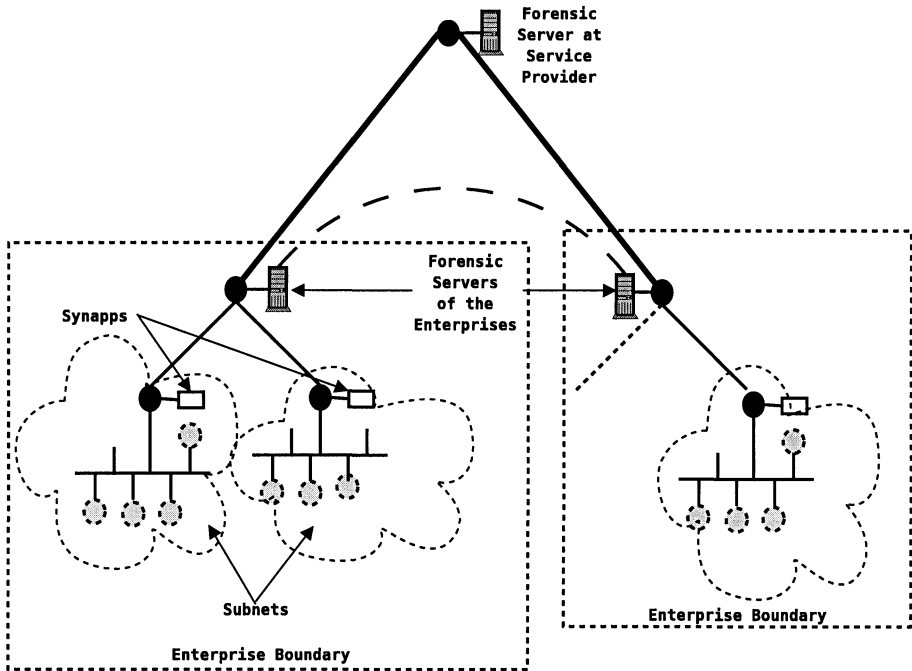 Forensic
Server at
Service
Provider
Forensic
Servers
of the
Enterprises
Synapps
Subnets
Enterprise Boundary
Enterprise Boundary